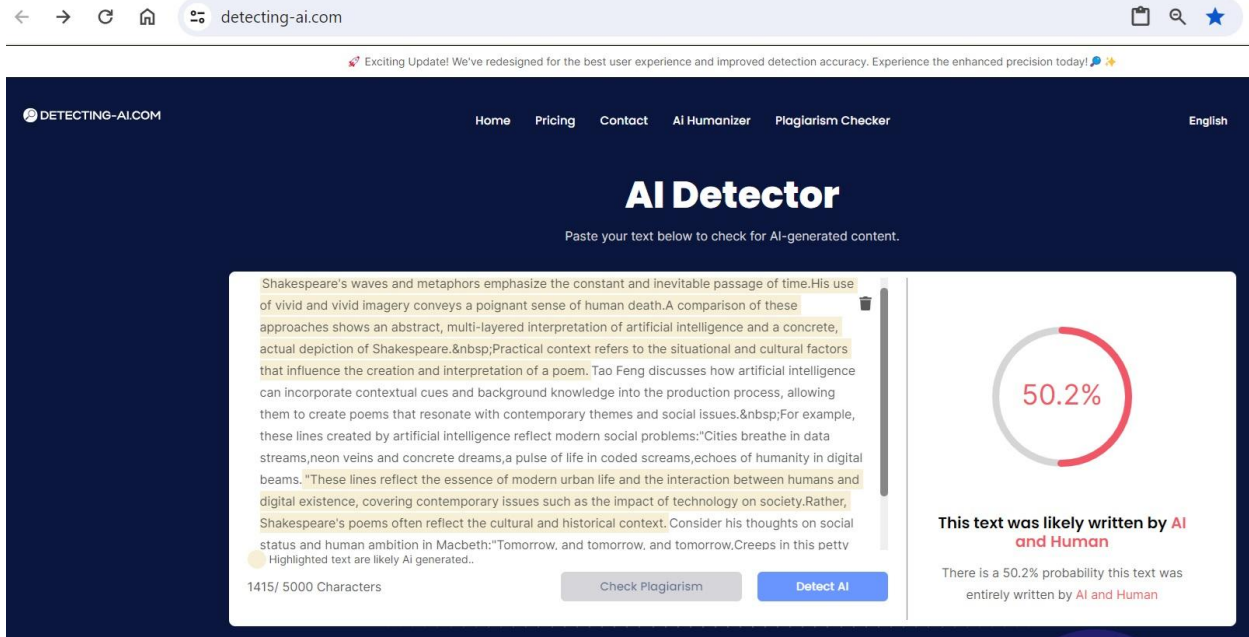 detecting-ai.com
🚀 Exciting Update! We've redesigned for the best user experience and improved detection accuracy. Experience the enhanced precision today!🔎 ✨
DETECTING-AI.COM
Home Pricing Contact Ai Humanizer Plagiarism Checker English
AI Detector
Paste your text below to check for AI-generated content.
Shakespeare's waves and metaphors emphasize the constant and inevitable passage of time.His use
of vivid and vivid imagery conveys a poignant sense of human death.A comparison of these
approaches shows an abstract, multi-layered interpretation of artificial intelligence and a concrete,
actual depiction of Shakespeare.&nbsp;Practical context refers to the situational and cultural factors
that influence the creation and interpretation of a poem. Tao Feng discusses how artificial intelligence
can incorporate contextual cues and background knowledge into the production process, allowing
them to create poems that resonate with contemporary themes and social issues.&nbsp;For example,
these lines created by artificial intelligence reflect modern social problems:"Cities breathe in data
streams,neon veins and concrete dreams,a pulse of life in coded screams,echoes of humanity in digital
beams. "These lines reflect the essence of modern urban life and the interaction between humans and
digital existence, covering contemporary issues such as the impact of technology on society.Rather,
Shakespeare's poems often reflect the cultural and historical context. Consider his thoughts on social
status and human ambition in Macbeth:"Tomorrow, and tomorrow, and tomorrow,Creeps in this petty
Highlighted text are likely Ai generated..
1415/ 5000 Characters
Check Plagiarism
Detect AI
50.2%
This text was likely written by AI
and Human
There is a 50.2% probability this text was
entirely written by AI and Human